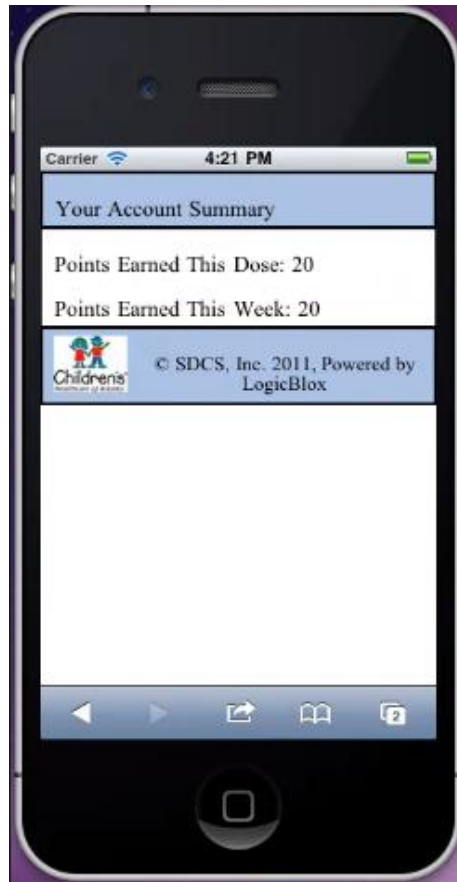 Carrier 4:21 PM
Your Account Summary
Points Earned This Dose: 20
Points Earned This Week: 20
Children's
© SDCS, Inc. 2011, Powered by
LogicBlox
2